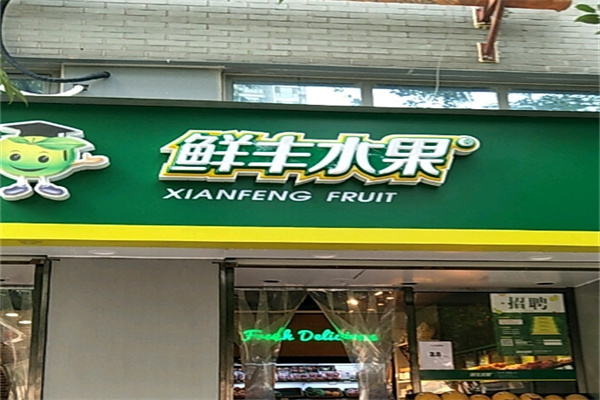 鲜丰水果
XIANFENG FRUIT
Fresh Delicious
·招聘·